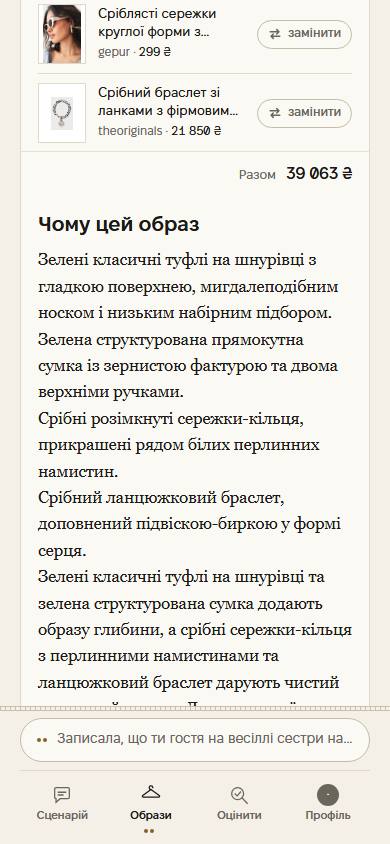 Сріблясті сережки
круглої форми з...
gepur · 299 ₴
замінити
Срібний браслет зі
ланками з фірмовим...
theoriginals · 21 850 ₴
замінити
Разом 39 063 ₴
Чому цей образ
Зелені класичні туфлі на шнурівці з
гладкою поверхнею, мигдалеподібним
носком і низьким набірним підбором.
Зелена структурована прямокутна
сумка із зернистою фактурою та двома
верхніми ручками.
Срібні розімкнуті сережки-кільця,
прикрашені рядом білих перлинних
намистин.
Срібний ланцюжковий браслет,
доповнений підвіскою-биркою у формі
серця.
Зелені класичні туфлі на шнурівці та
зелена структурована сумка додають
образу глибини, а срібні сережки-кільця
з перлинними намистинами та
ланцюжковий браслет дарують чистий
Записала, що ти гостя на весіллі сестри на...
Сценарій
Образи
Оцінити
Профіль